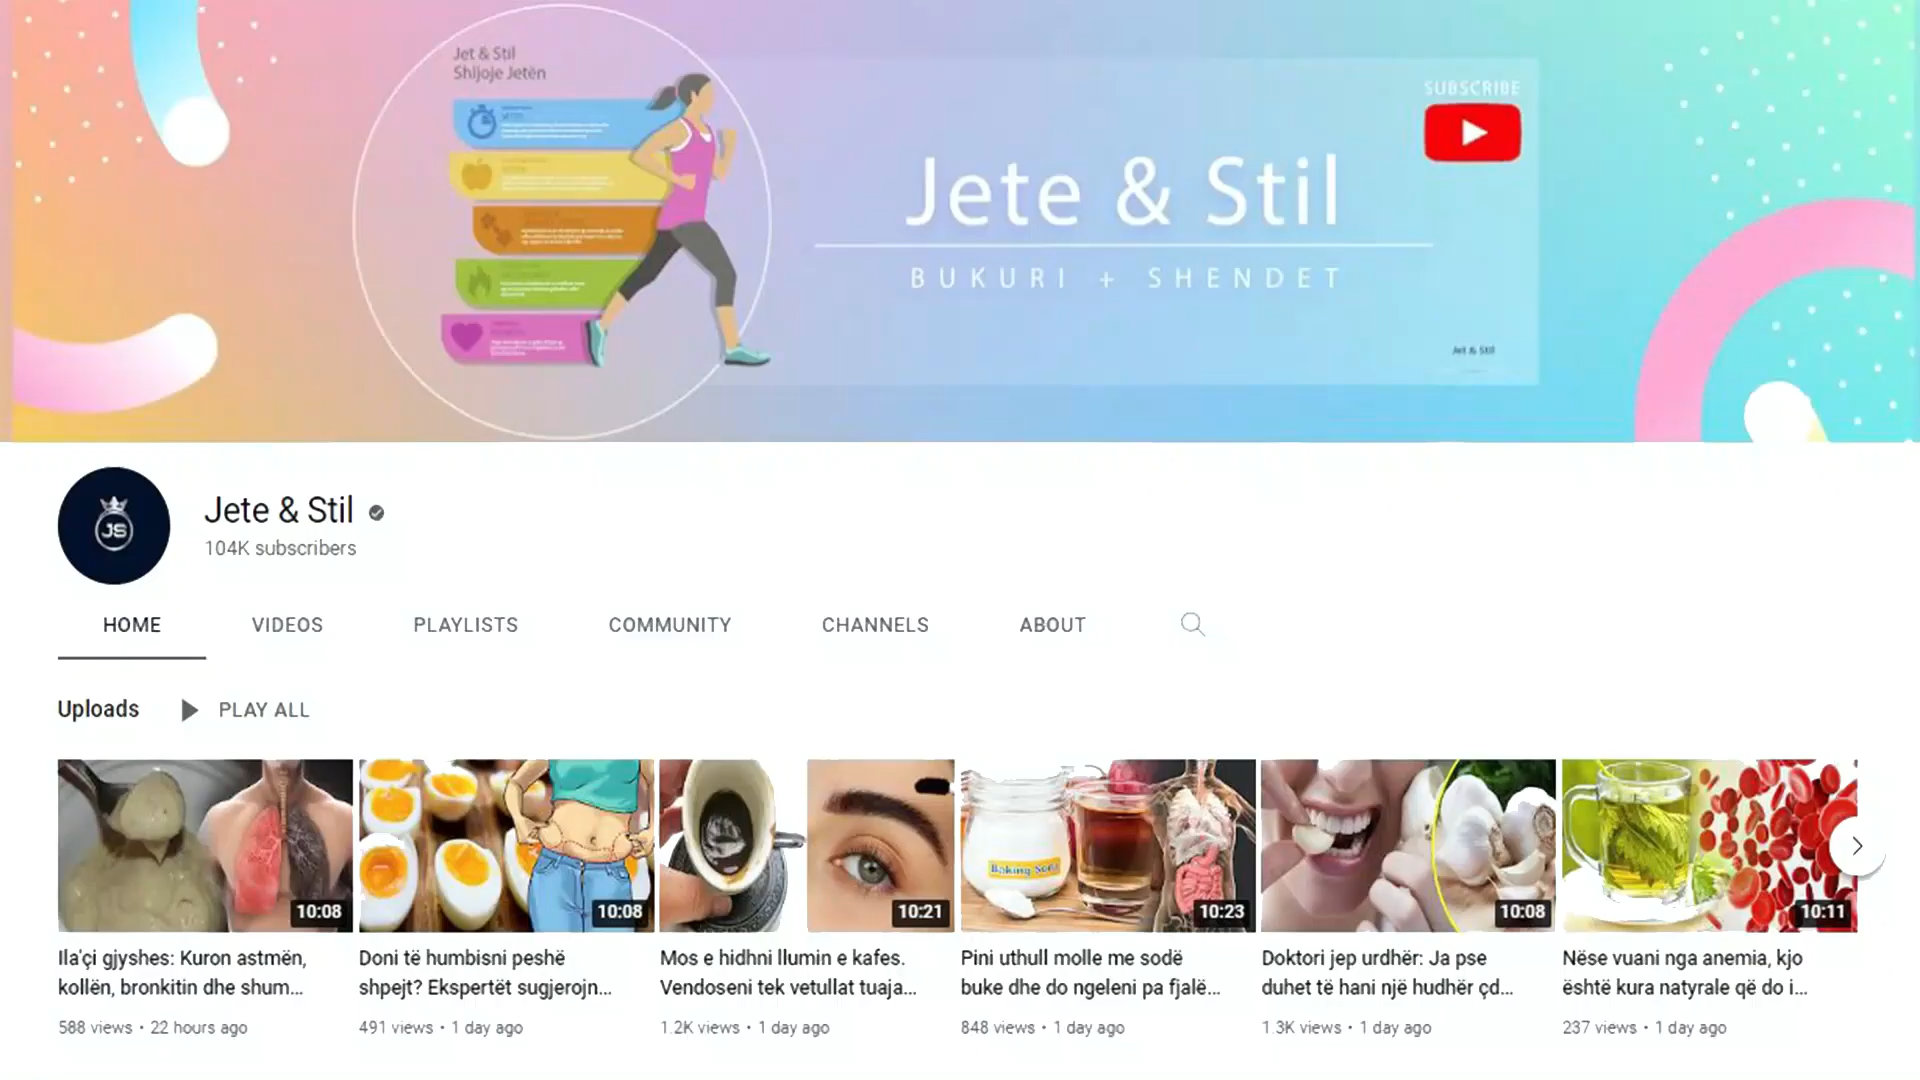 Jet & Stil
Shijoje Jetën
SUBSCRIBE
Jete & Stil
BUKURI + SHENDET
Jet & Stil
JS
Jete & Stil
104K subscribers
HOME VIDEOS PLAYLISTS COMMUNITY CHANNELS ABOUT
Uploads PLAY ALL
Baking Soda
10:08
10:08
10:21
10:23
10:08
10:11
Ila'çi gjyshes: Kuron astmën,
kollën, bronkitin dhe shum...
588 views • 22 hours ago
Doni të humbisni peshë
shpejt? Ekspertët sugjerojn...
491 views • 1 day ago
Mos e hidhni llumin e kafes.
Vendoseni tek vetullat tuaja...
1.2K views • 1 day ago
Pini uthull molle me sodë
buke dhe do ngeleni pa fjalë...
848 views • 1 day ago
Doktori jep urdhër: Ja pse
duhet të hani një hudhër çd...
1.3K views • 1 day ago
Nëse vuani nga anemia, kjo
është kura natyrale që do i...
237 views • 1 day ago